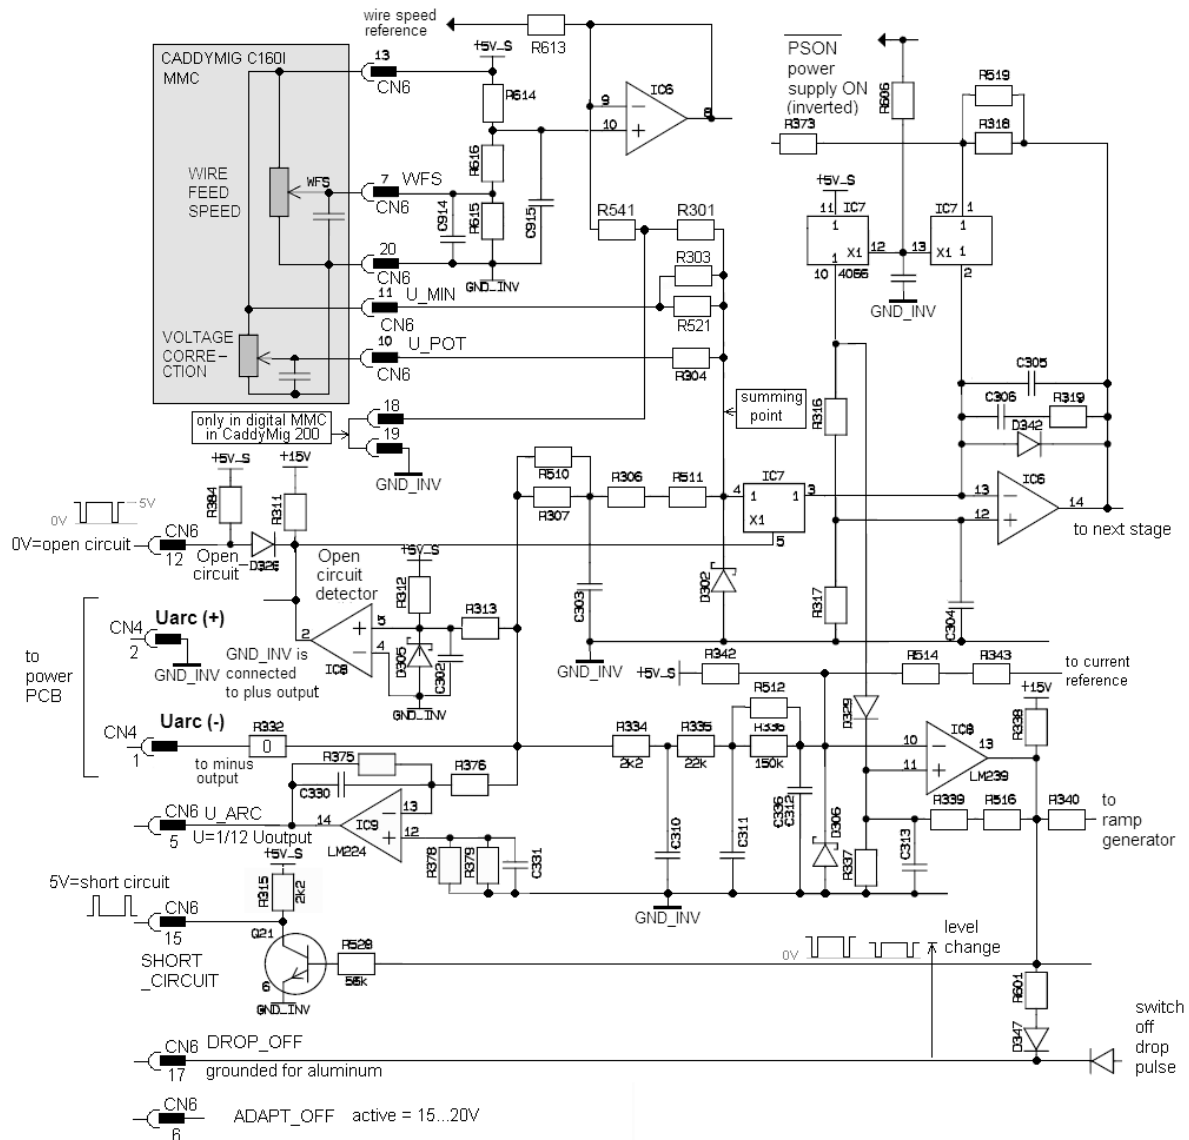 wire speed
reference
R613
+5V_S
PSON
power
supply ON
(inverted)
R606
R519
R318
R373
CADDYMIG C160I
MMC
13
CN6
R614
9
10
IC6
8
R616
WIRE
FEED
SPEED
WFS
7
WFS
CN6
C914
R615
C915
20
CN6
GND_INV
R541
R301
R303
R521
11
U_MIN
CN6
VOLTAGE
CORRE-
CTION
10
U_POT
CN6
R304
+5V_S
11
IC7
1
1
X1
12
10
4066
13
IC7
1
1
X1
1
2
GND_INV
only in digital MMC
in CaddyMig 200
18
19
GND_INV
summing
point
R316
C305
C306
R319
D342
+5V_S
+15V
R384
R311
R510
R307
R306
R511
4
IC7
1
1
X1
3
5
13
12
IC6
14
to next stage
0V
5V
0V=open circuit
CN6
12
Open_
circuit
D326
Open
circuit
detector
+5V_S
R312
R313
C303
D302
R317
C304
to
power
PCB
CN4
2
Uarc (+)
GND_INV
2
5
4
IC8
D305
C302
GND_INV is
connected
to plus output
GND_INV
GND_INV
+5V_S
R342
R514
R343
to current
reference
CN4
1
Uarc (-)
R332
0
to minus
output
R334
2k2
R335
22k
R512
R336
150k
D329
10
11
IC8
LM239
13
+15V
R338
R375
C330
R376
CN6
5
U_ARC
U=1/12 Uoutput
14
IC9
LM224
13
12
R378
R379
C331
C310
C311
C336
C312
D306
R337
C313
R339
R516
R340
to
ramp
generator
GND_INV
+5V_S
R315
2k2
5V=short circuit
CN6
15
SHORT
_CIRCUIT
Q21
6
GND_INV
R528
56k
0V
level
change
R601
D347
switch
off
drop
pulse
CN6
17
DROP_OFF
grounded for aluminum
CN6
6
ADAPT_OFF active = 15...20V